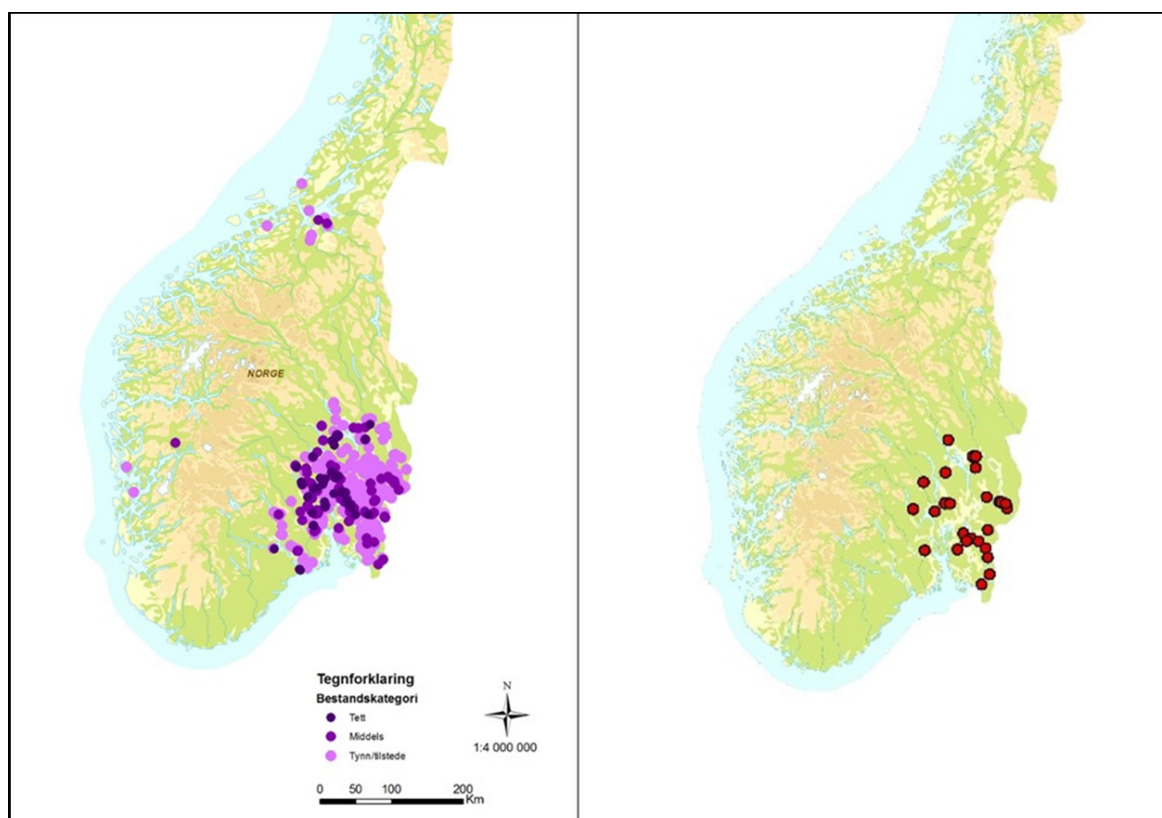 NORGE
Tegnforklaring
Bestandskategori
Tett
Middels
Tynn/tilstede
N
1:4 000 000
0 50 100 200
Km